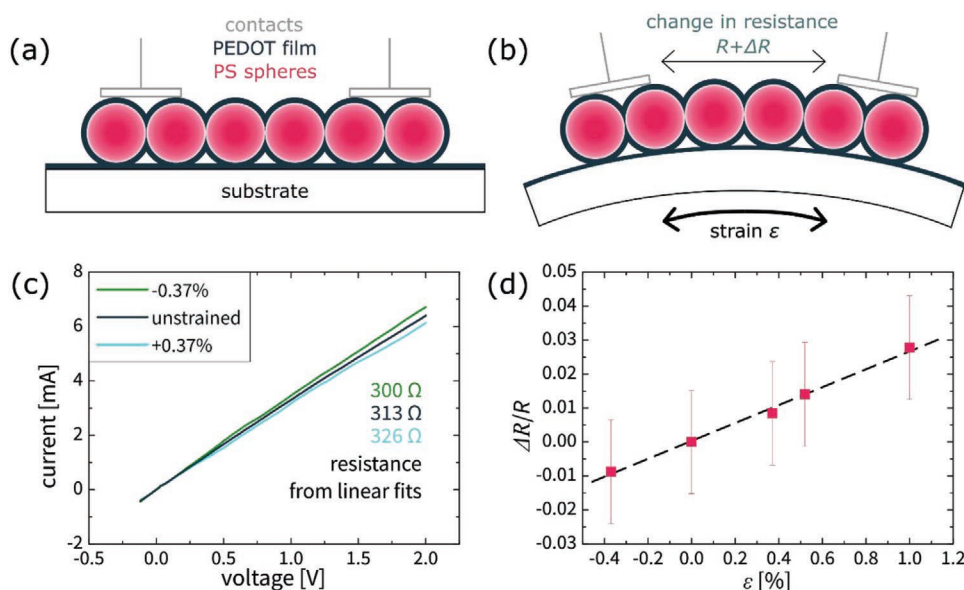 (a)
contacts
PEDOT film
PS spheres
substrate
(b)
change in resistance
R+ΔR
strain ε
(c)
-0.37%
unstrained
+0.37%
300 Ω
313 Ω
326 Ω
resistance
from linear fits
current [mA]
8
6
4
2
0
-2
-0.5
0.0
0.5
1.0
1.5
2.0
voltage [V]
(d)
ΔR/R
0.05
0.04
0.03
0.02
0.01
0.00
-0.01
-0.02
-0.03
-0.4
-0.2
0.0
0.2
0.4
0.6
0.8
1.0
1.2
ε [%]